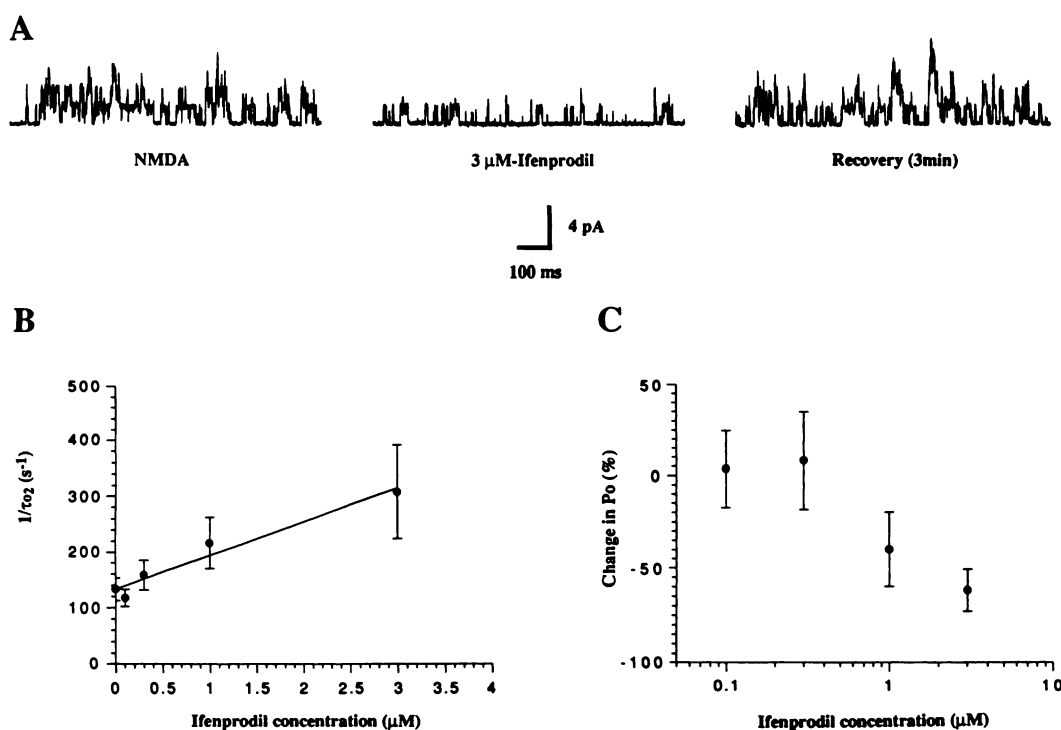 A
NMDA
3 μM-Ifenprodil
Recovery (3min)
4 pA
100 ms
B
C
500
400
300
200
100
0
1/τo₂ (s⁻¹)
0 0.5 1 1.5 2 2.5 3 3.5 4
Ifenprodil concentration (μM)
50
0
-50
-100
Change in Po (%)
0.1 1 10
Ifenprodil concentration (μM)